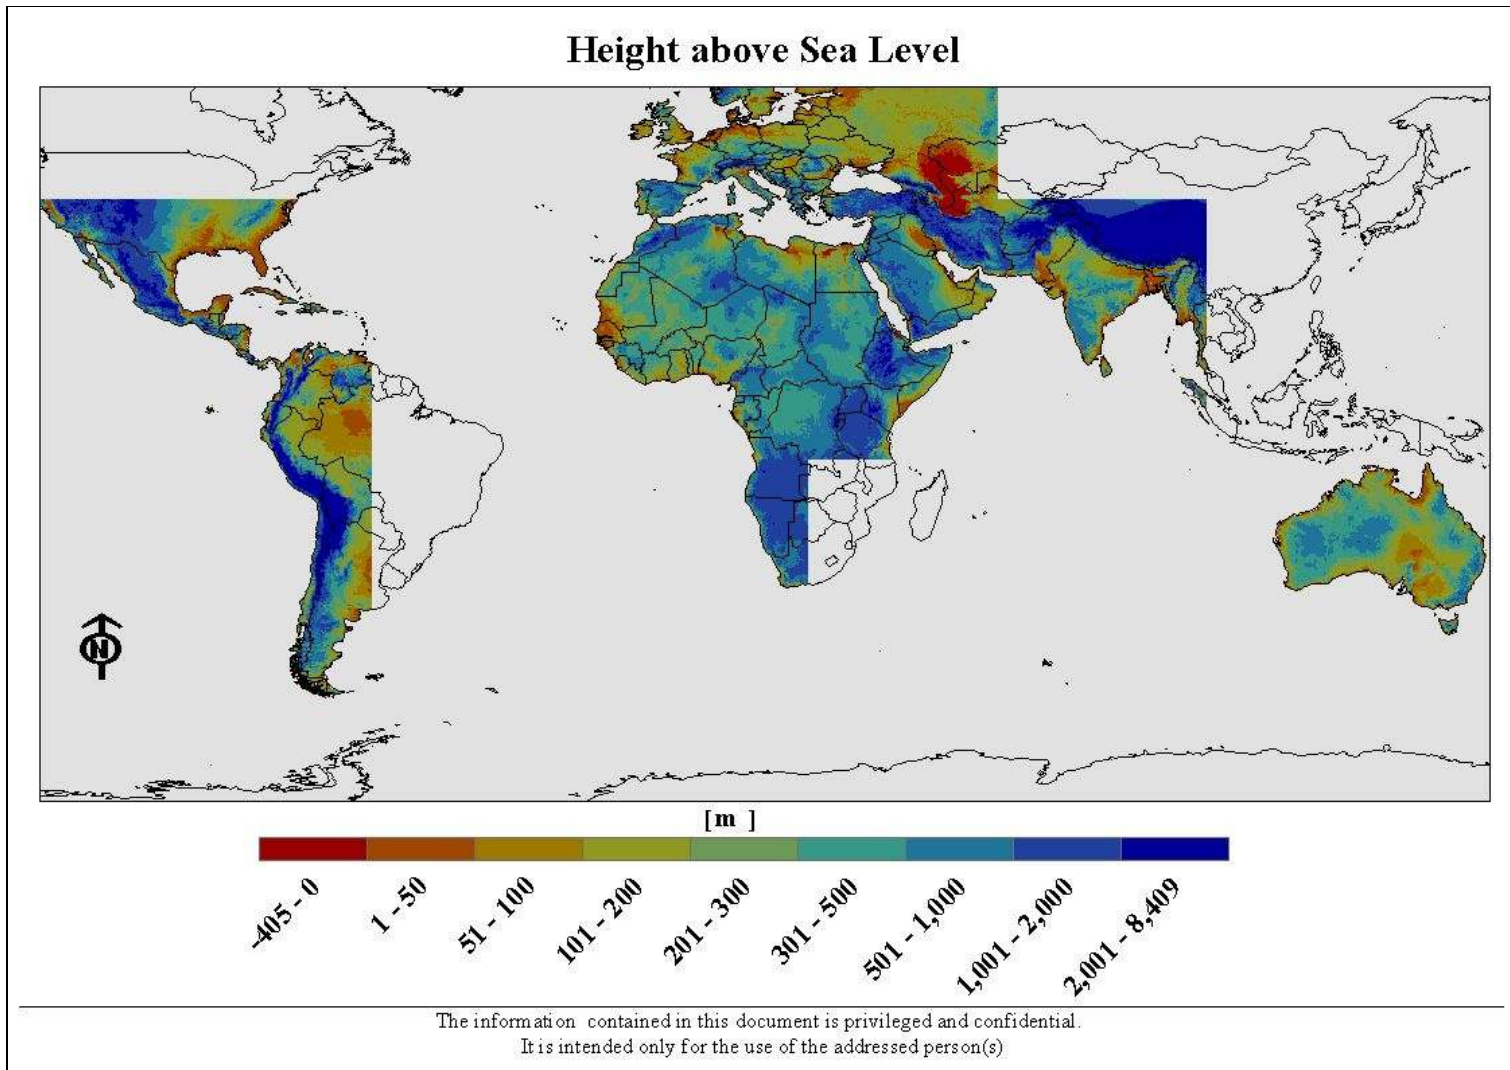 Height above Sea Level
N
[m ]
-405 - 0
1 - 50
51 - 100
101 - 200
201 - 300
301 - 500
501 - 1,000
1,001 - 2,000
2,001 - 8,409
The information contained in this document is privileged and confidential.
It is intended only for the use of the addressed person(s)